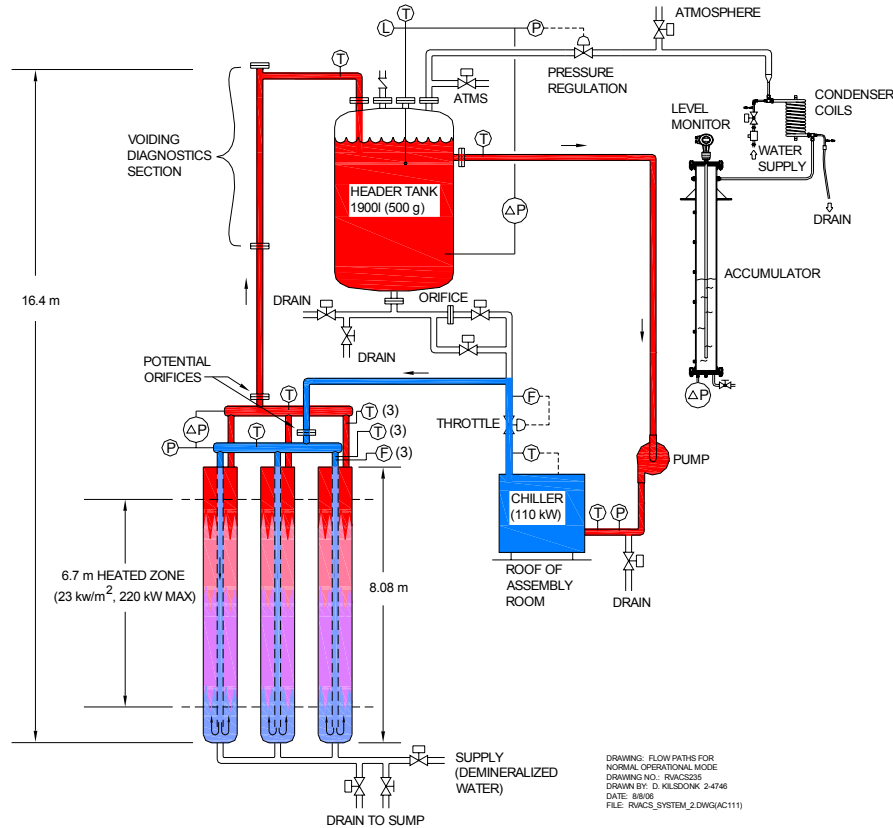 ATMOSPHERE
T
L
P
T
PRESSURE
REGULATION
ATMS
CONDENSER
COILS
LEVEL
MONITOR
VOIDING
DIAGNOSTICS
SECTION
T
WATER
SUPPLY
HEADER TANK
1900l (500 g)
△P
DRAIN
ACCUMULATOR
16.4 m
DRAIN
ORIFICE
DRAIN
POTENTIAL
ORIFICES
△P
F
T
T (3)
△P
THROTTLE
P
T
T (3)
F (3)
T
PUMP
CHILLER
(110 kW)
T
P
6.7 m HEATED ZONE
(23 kw/m², 220 kW MAX)
8.08 m
ROOF OF
ASSEMBLY
ROOM
DRAIN
SUPPLY
(DEMINERALIZED
WATER)
DRAIN TO SUMP
DRAWING: FLOW PATHS FOR
NORMAL OPERATIONAL MODE
DRAWING NO.: RVACS235
DRAWN BY: D. KILSDONK 2-4746
DATE: 8/8/06
FILE: RVACS_SYSTEM_2.DWG(AC111)